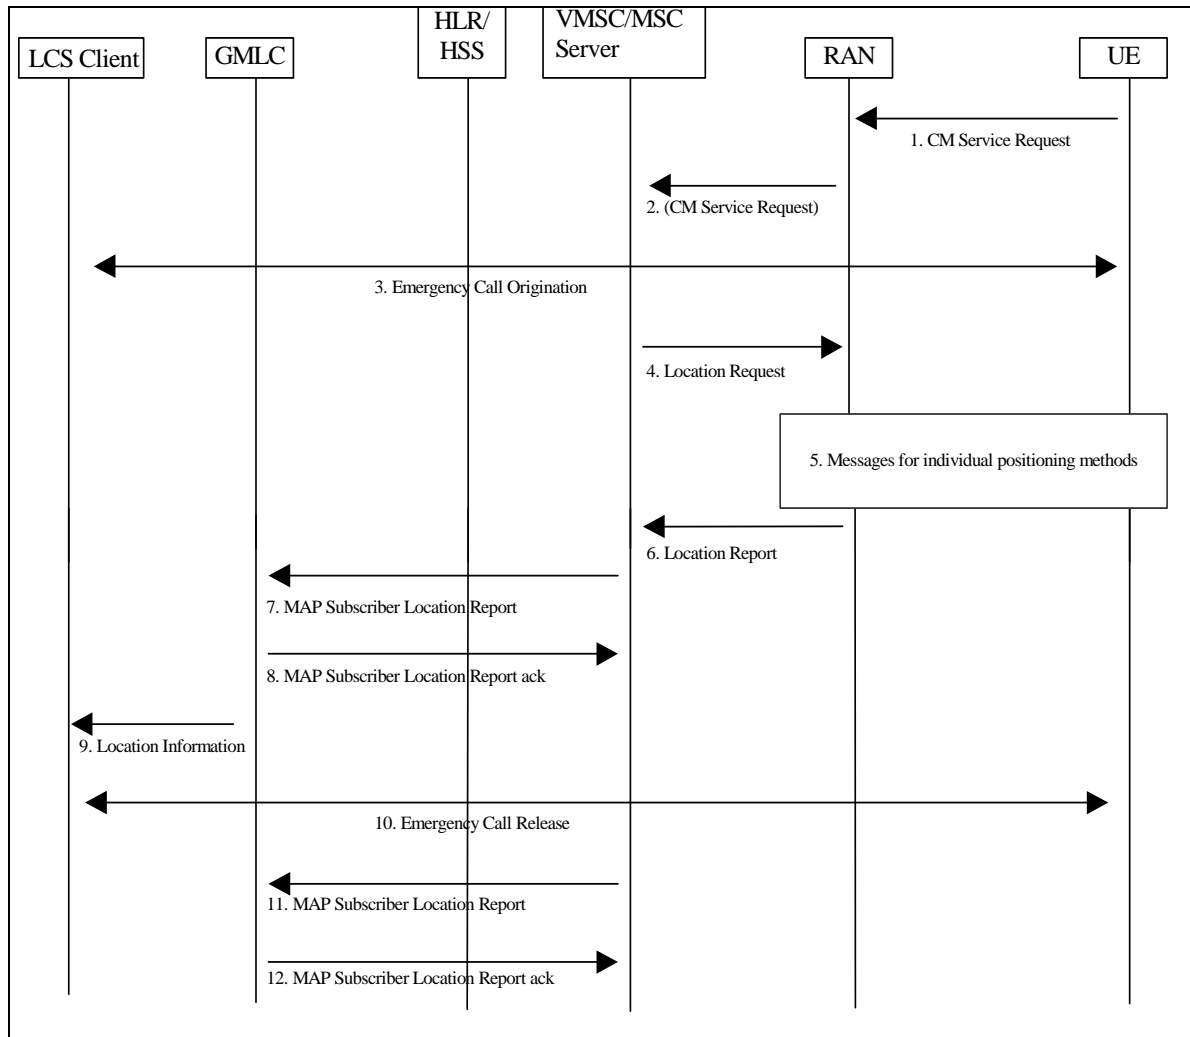 LCS Client
GMLC
HLR/
HSS
VMSC/MSC
Server
RAN
UE
1. CM Service Request
2. (CM Service Request)
3. Emergency Call Origination
4. Location Request
5. Messages for individual positioning methods
6. Location Report
7. MAP Subscriber Location Report
8. MAP Subscriber Location Report ack
9. Location Information
10. Emergency Call Release
11. MAP Subscriber Location Report
12. MAP Subscriber Location Report ack